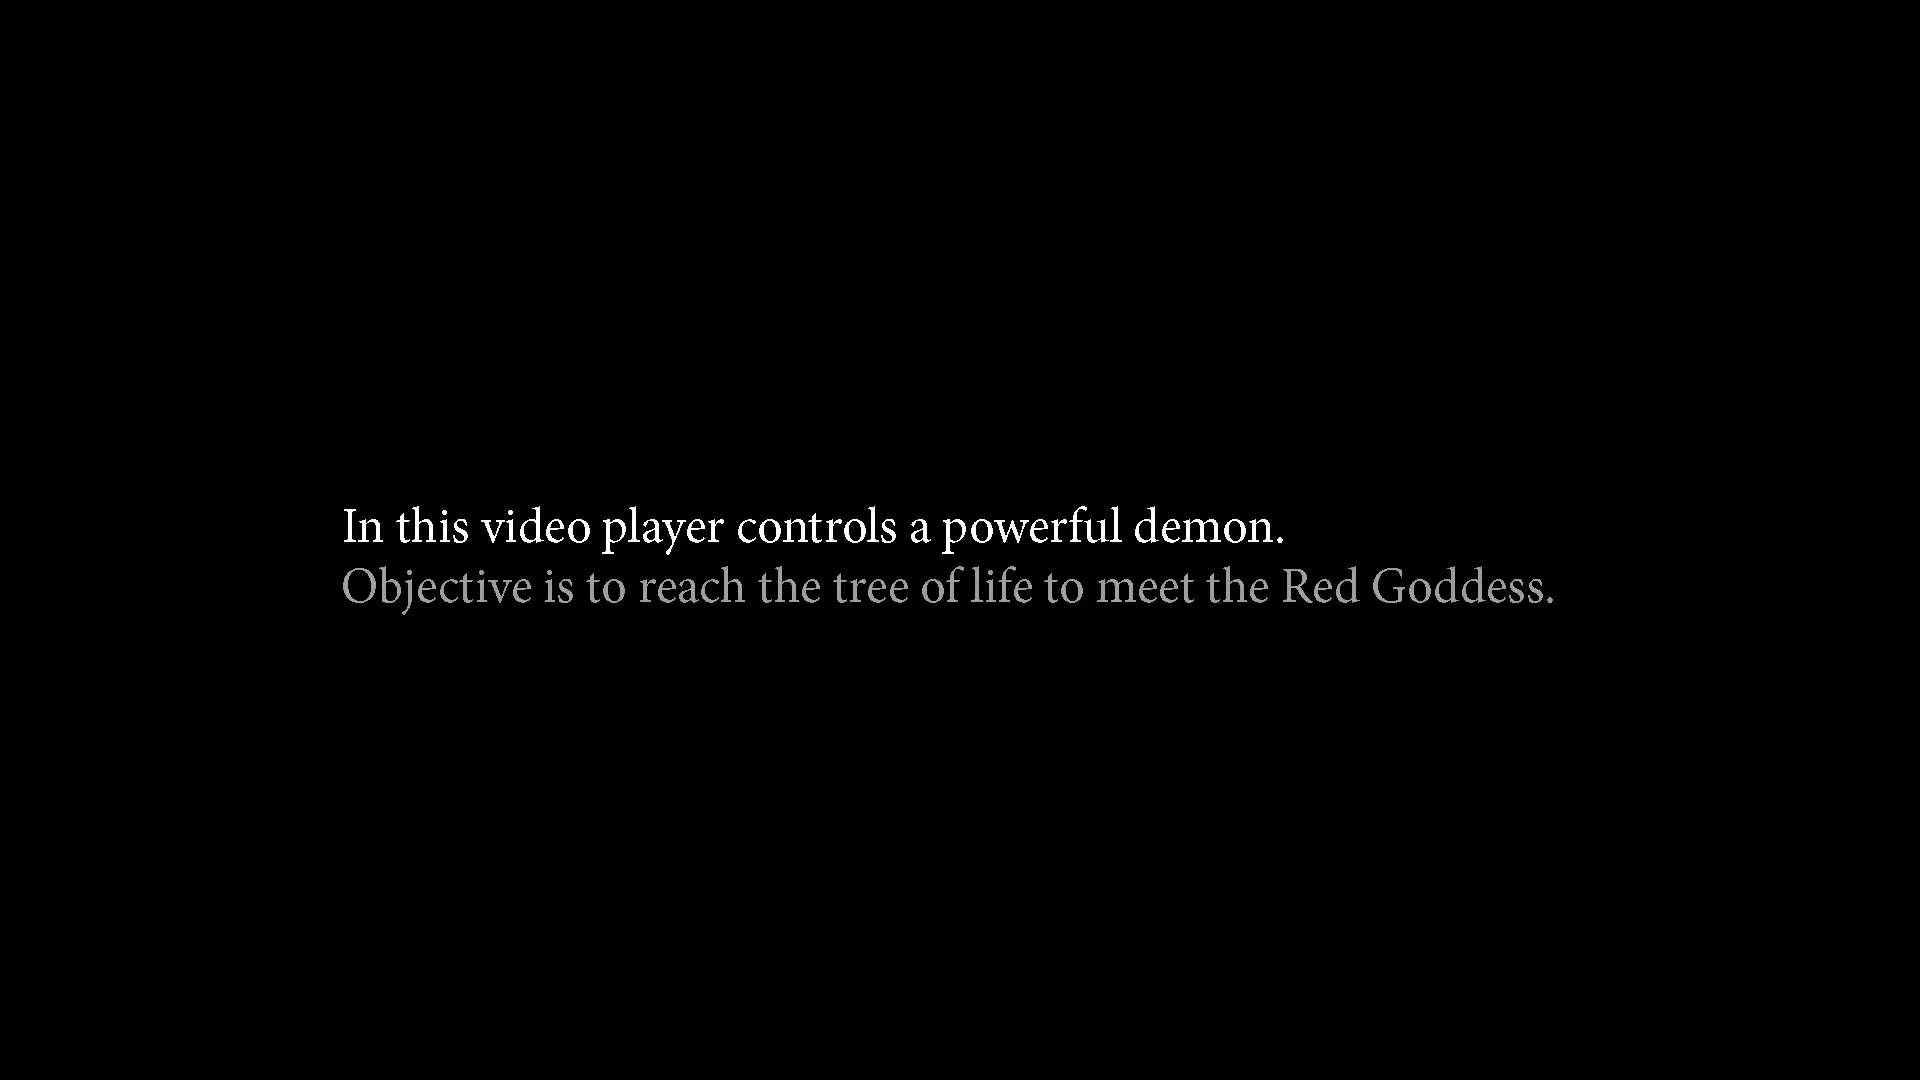 In this video player controls a powerful demon.
Objective is to reach the tree of life to meet the Red Goddess.